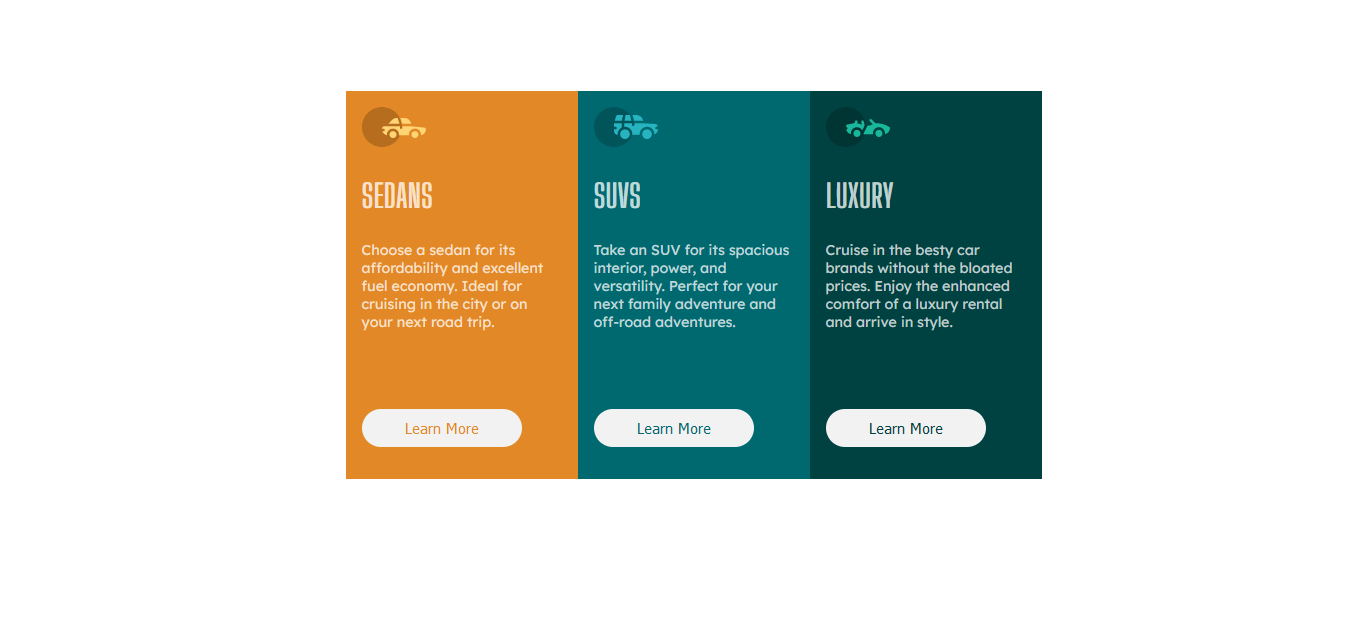 SEDANS
Choose a sedan for its
affordability and excellent
fuel economy. Ideal for
cruising in the city or on
your next road trip.
Learn More
SUVS
Take an SUV for its spacious
interior, power, and
versatility. Perfect for your
next family adventure and
off-road adventures.
Learn More
LUXURY
Cruise in the besty car
brands without the bloated
prices. Enjoy the enhanced
comfort of a luxury rental
and arrive in style.
Learn More